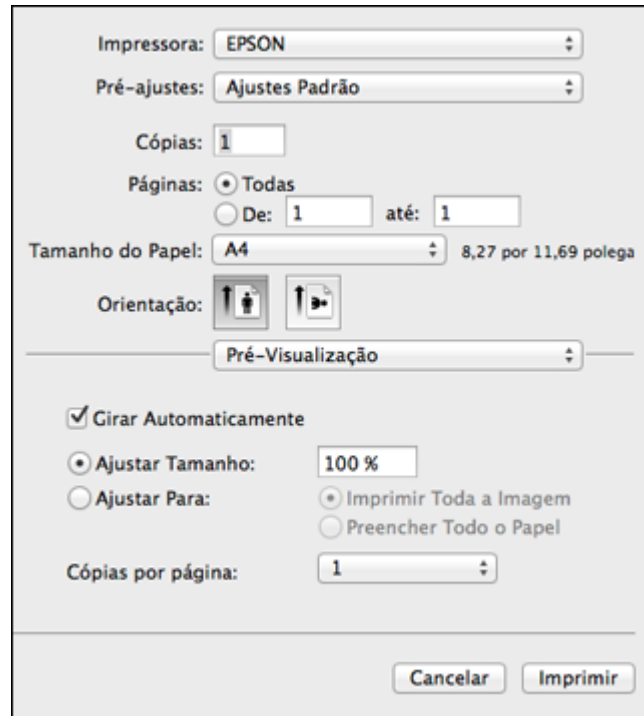 Impressora: EPSON
Pré-ajustes: Ajustes Padrão
Cópias: 1
Páginas: Todas
De: 1 até: 1
Tamanho do Papel: A4 8,27 por 11,69 polega
Orientação:
Pré-Visualização
Girar Automaticamente
Ajustar Tamanho: 100 %
Ajustar Para: Imprimir Toda a Imagem
Preencher Todo o Papel
Cópias por página: 1
Cancelar Imprimir